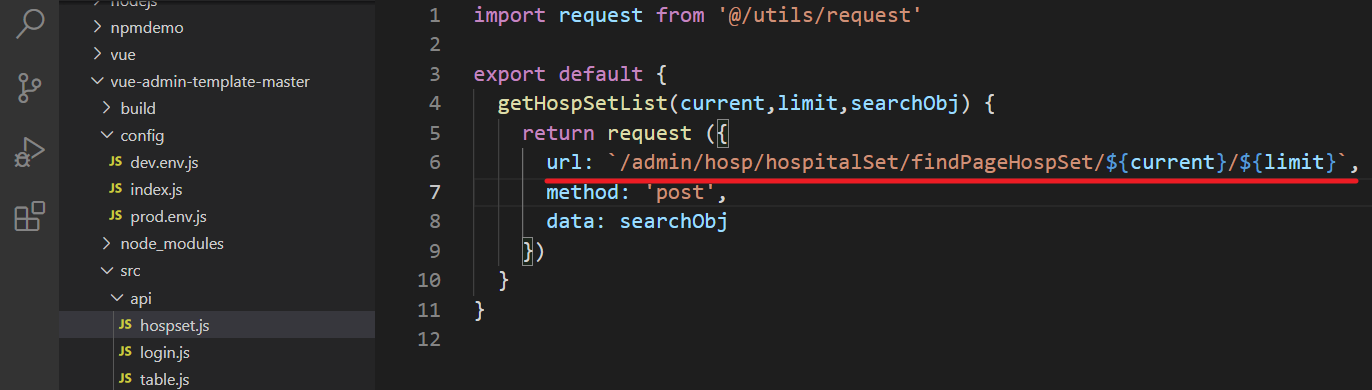 nodejs
npmdemo
vue
vue-admin-template-master
build
config
JS dev.env.js
JS index.js
JS prod.env.js
node_modules
src
api
JS hospset.js
JS login.js
JS table.js
1 import request from '@/utils/request'
2
3 export default {
4 getHospSetList(current,limit,searchObj) {
5 return request ({
6 url: `/admin/hosp/hospitalSet/findPageHospSet/${current}/${limit}`,
7 method: 'post',
8 data: searchObj
9 })
10 }
11 }
12